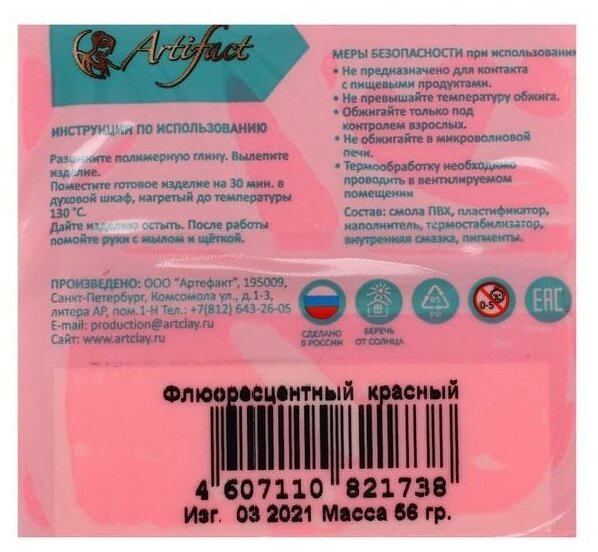 Artifact
ИНСТРУКЦИИ ПО ИСПОЛЬЗОВАНИЮ
Разомните полимерную глину. Вылепите
изделие.
Поместите готовое изделие на 30 мин. в
духовой шкаф, нагретый до температуры
130 °С.
Дайте изделию остыть. После работы
помойте руки с мылом и щёткой.
МЕРЫ БЕЗОПАСНОСТИ при использовании
• Не предназначено для контакта
с пищевыми продуктами.
• Не превышайте температуру обжига.
• Обжигайте только под
контролем взрослых.
• Не обжигайте в микроволновой
печи.
• Термообработку необходимо
проводить в вентилируемом
помещении
Состав: смола ПВХ, пластификатор,
наполнитель, термостабилизатор,
внутренняя смазка, пигменты.
ПРОИЗВЕДЕНО: ООО "Артефакт", 195009,
Санкт-Петербург, Комсомола ул., д.1-3,
литера АР, пом.1-Н Тел.: +7(812) 643-26-05
E-mail: production@artclay.ru
Сайт: www.artclay.ru
СДЕЛАНО
В РОССИИ
БЕРЕЧЬ
ОТ СОЛНЦА
05
PP
0-5
EAC
Флюоресцентный красный
4 607110 821738
Изг. 03 2021 Масса 56 гр.